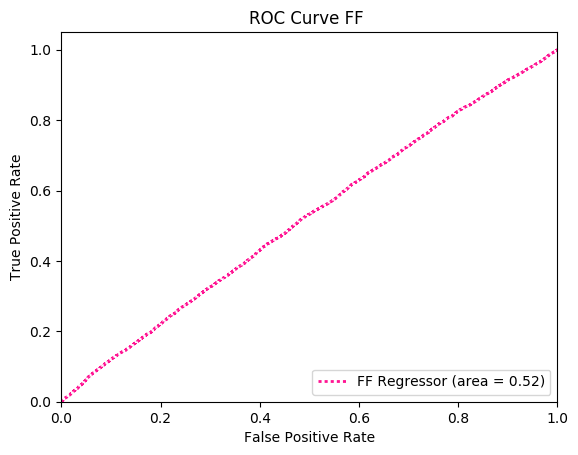 ROC Curve FF
1.0
0.8
0.6
0.4
0.2
0.0
True Positive Rate
FF Regressor (area = 0.52)
0.0 0.2 0.4 0.6 0.8 1.0
False Positive Rate